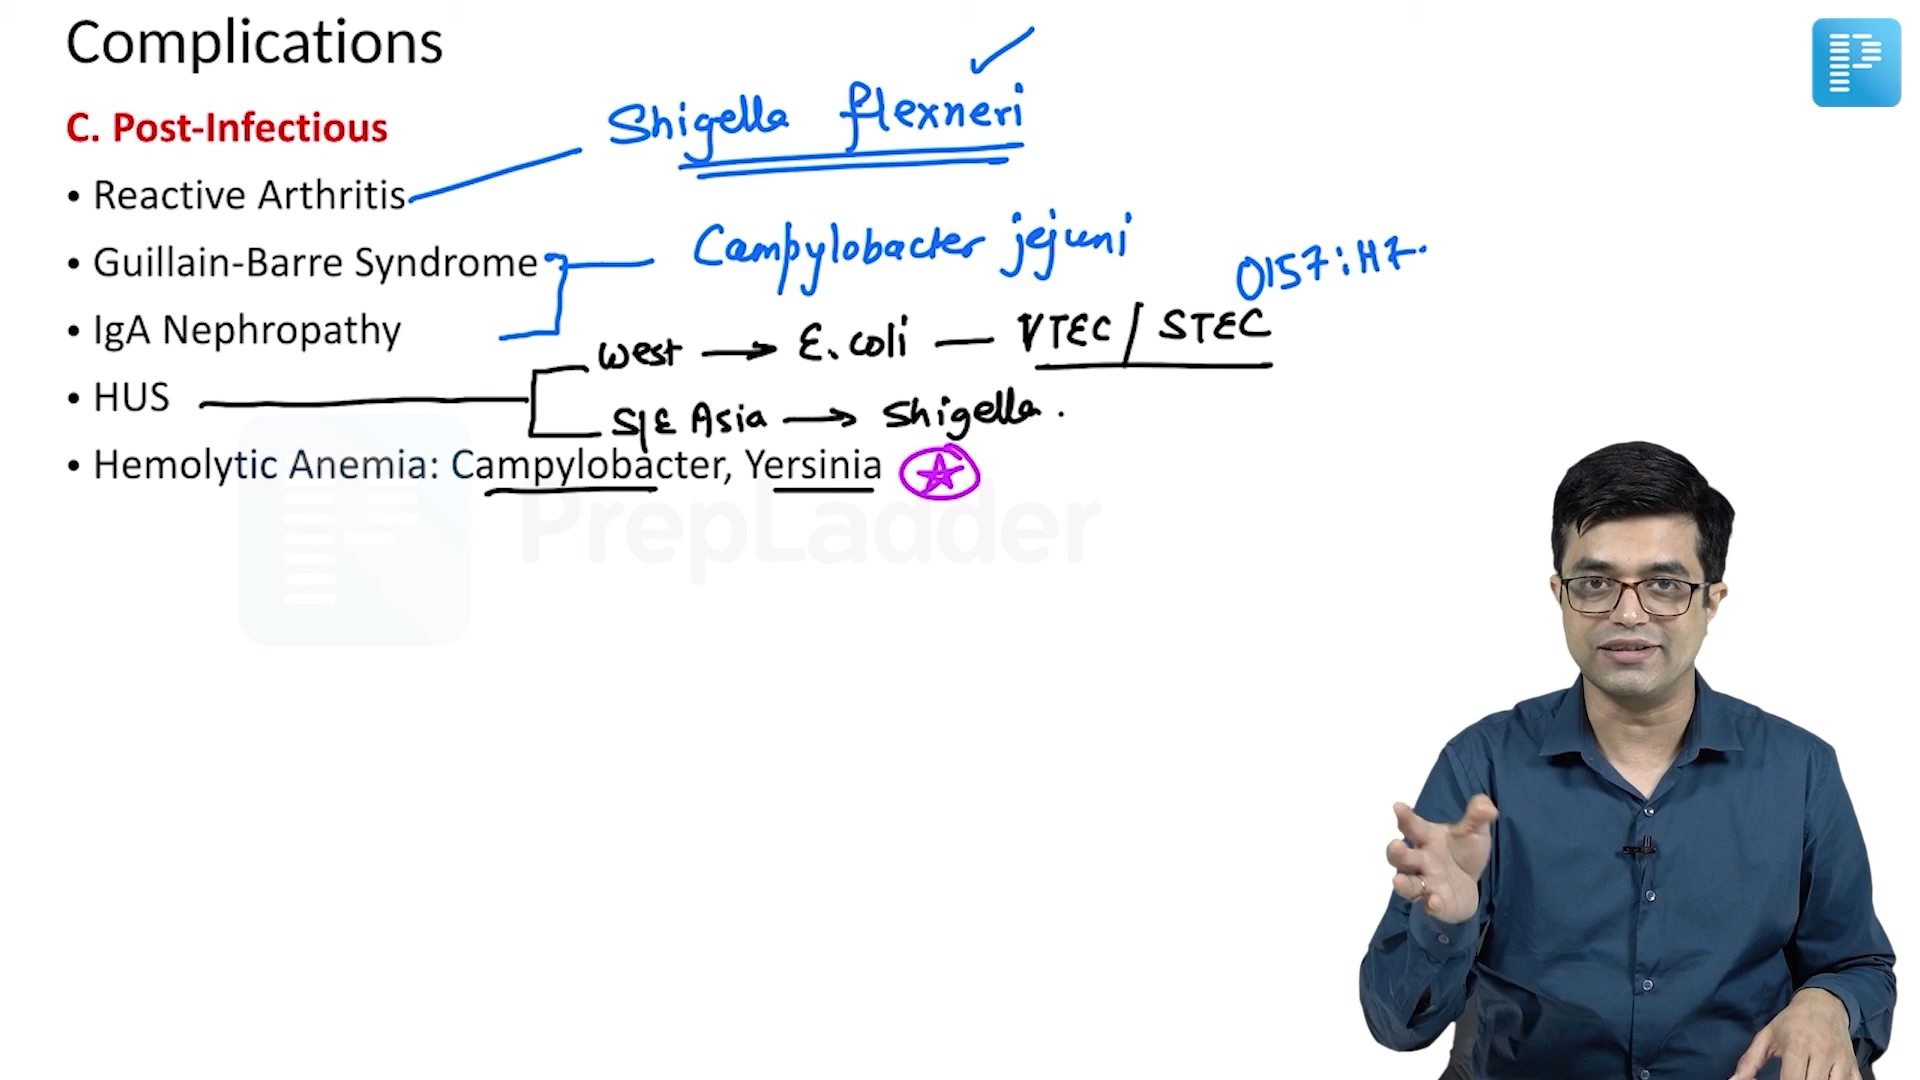 Complications
C. Post-Infectious
Shigella flexneri
• Reactive Arthritis
• Guillain-Barre Syndrome
Campylobacter jejuni
O157:H7.
• IgA Nephropathy
West → E. coli — VTEC / STEC
• HUS
S/E Asia → Shigella.
• Hemolytic Anemia: Campylobacter, Yersinia
PrepLadder